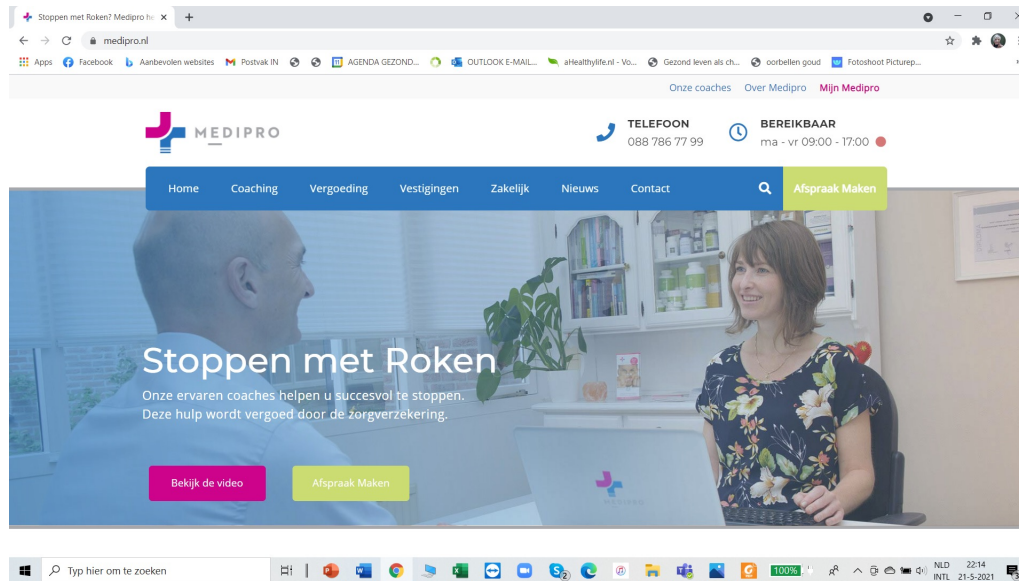 Stoppen met Roken? Medipro he
medipro.nl
Apps Facebook Aanbevolen websites Postvak IN AGENDA GEZOND... OUTLOOK E-MAIL... aHealthylife.nl - Vo... Gezond leven als ch... oorbellen goud Fotoshoot Picturep...
Onze coaches Over Medipro Mijn Medipro
MEDIPRO
TELEFOON
088 786 77 99
BEREIKBAAR
ma - vr 09:00 - 17:00
Home Coaching Vergoeding Vestigingen Zakelijk Nieuws Contact Afspraak Maken
Stoppen met Roken
Onze ervaren coaches helpen u succesvol te stoppen.
Deze hulp wordt vergoed door de zorgverzekering.
Bekijk de video Afspraak Maken
MEDIPRO
Typ hier om te zoeken
100%
NLD 22:14
INTL 21-5-2021